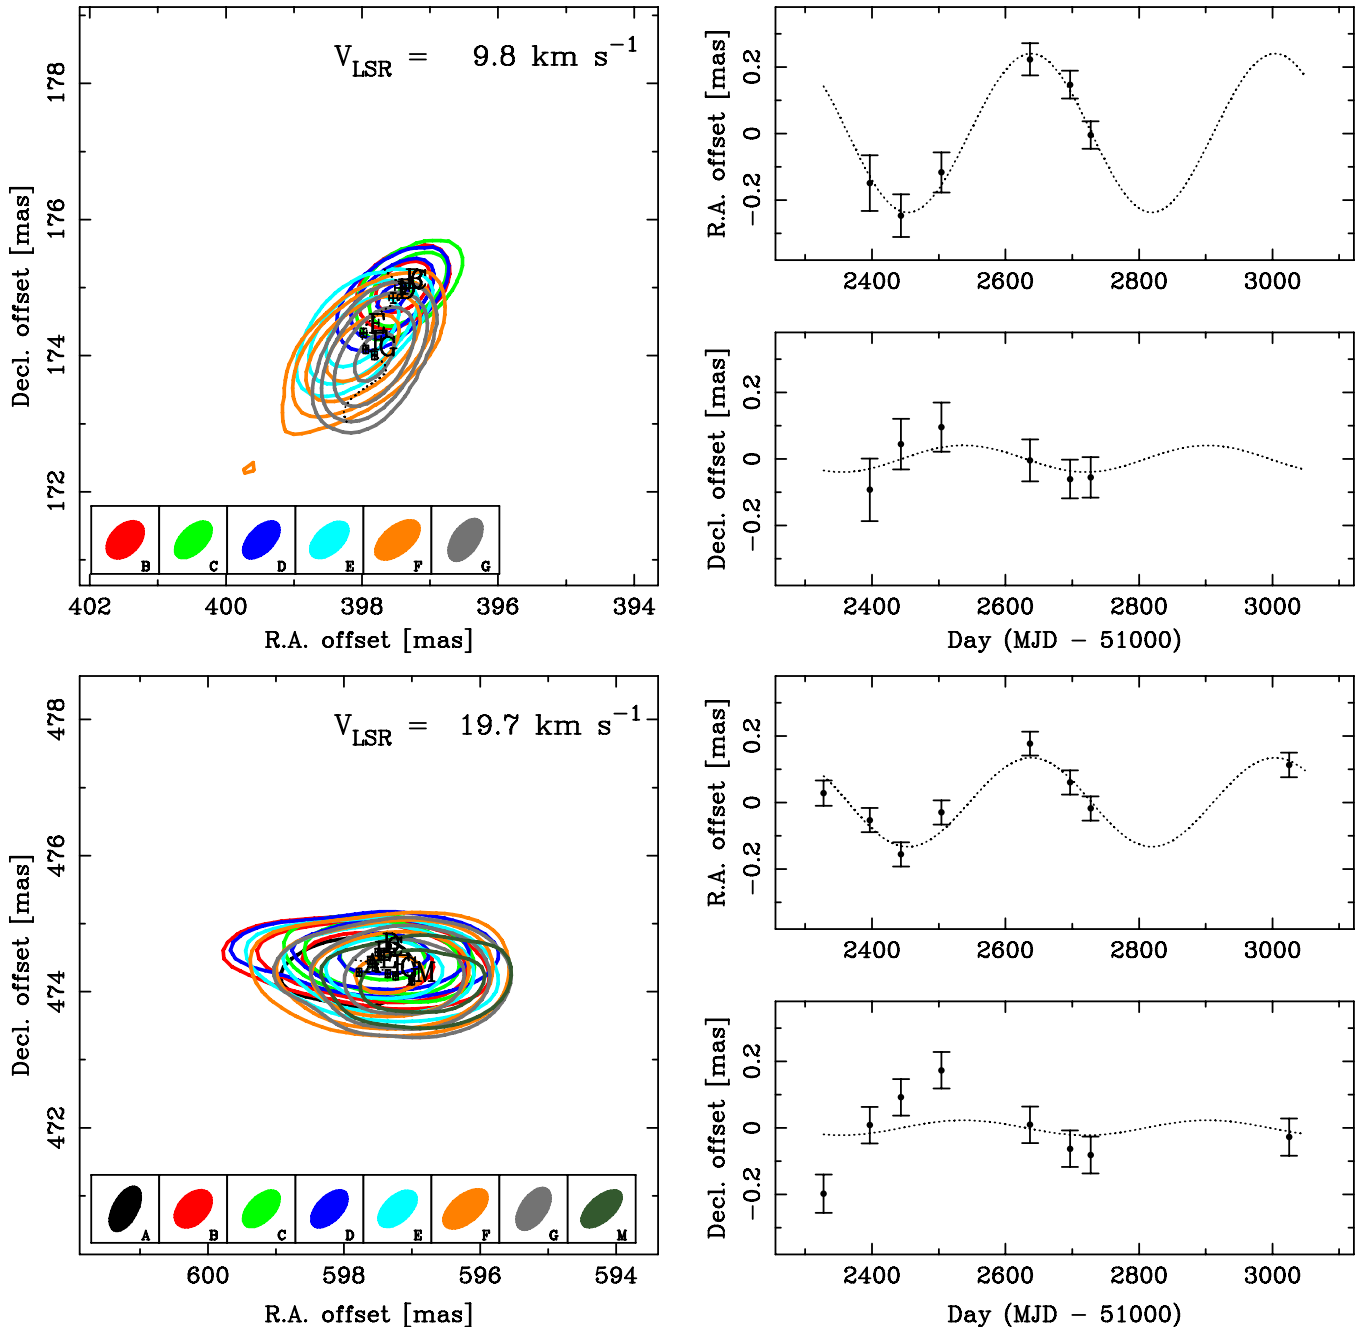 V_LSR = 9.8 km s^-1
Decl. offset [mas]
178
176
174
172
B C D E F G
402 400 398 396 394
R.A. offset [mas]
R.A. offset [mas]
0.2
0
−0.2
2400 2600 2800 3000
Decl. offset [mas]
0.2
0
−0.2
2400 2600 2800 3000
Day (MJD − 51000)
V_LSR = 19.7 km s^-1
Decl. offset [mas]
478
476
474
472
M
A B C D E F G M
600 598 596 594
R.A. offset [mas]
R.A. offset [mas]
0.2
0
−0.2
2400 2600 2800 3000
Decl. offset [mas]
0.2
0
−0.2
2400 2600 2800 3000
Day (MJD − 51000)